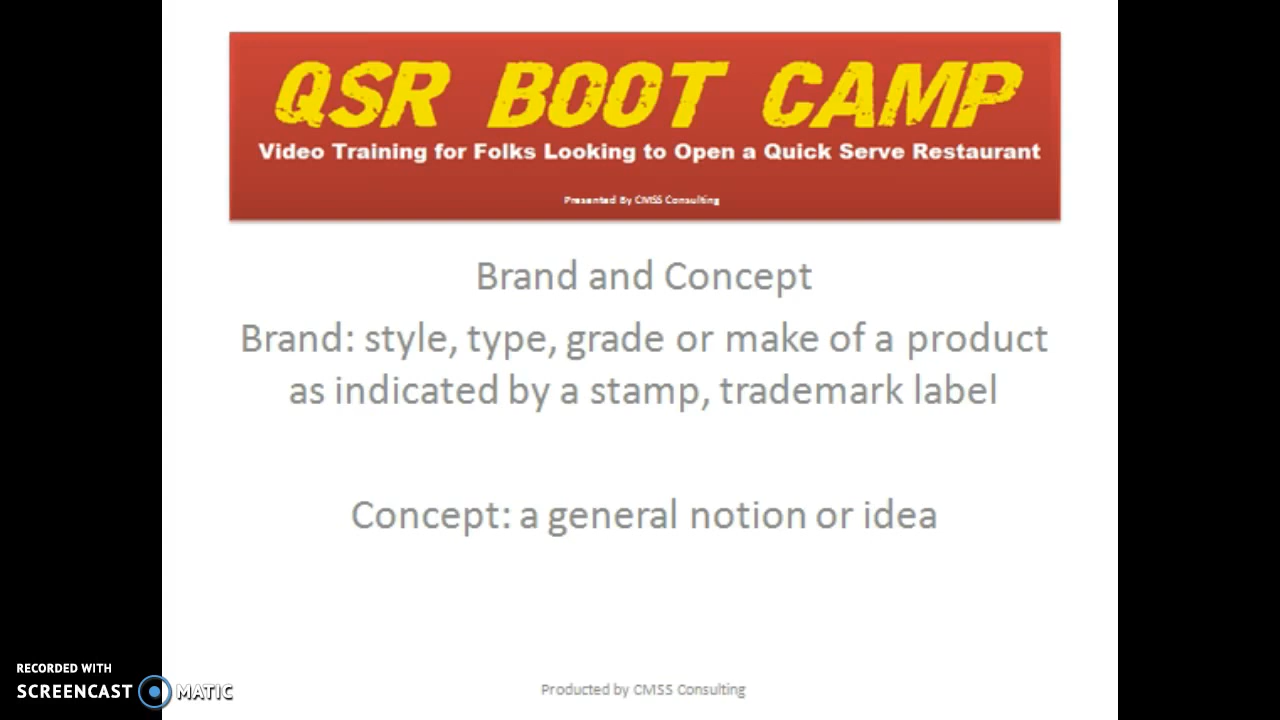 QSR BOOT CAMP
Video Training for Folks Looking to Open a Quick Serve Restaurant
Presented By CMSS Consulting
Brand and Concept
Brand: style, type, grade or make of a product
as indicated by a stamp, trademark label
Concept: a general notion or idea
Producted by CMSS Consulting
RECORDED WITH
SCREENCAST MATIC